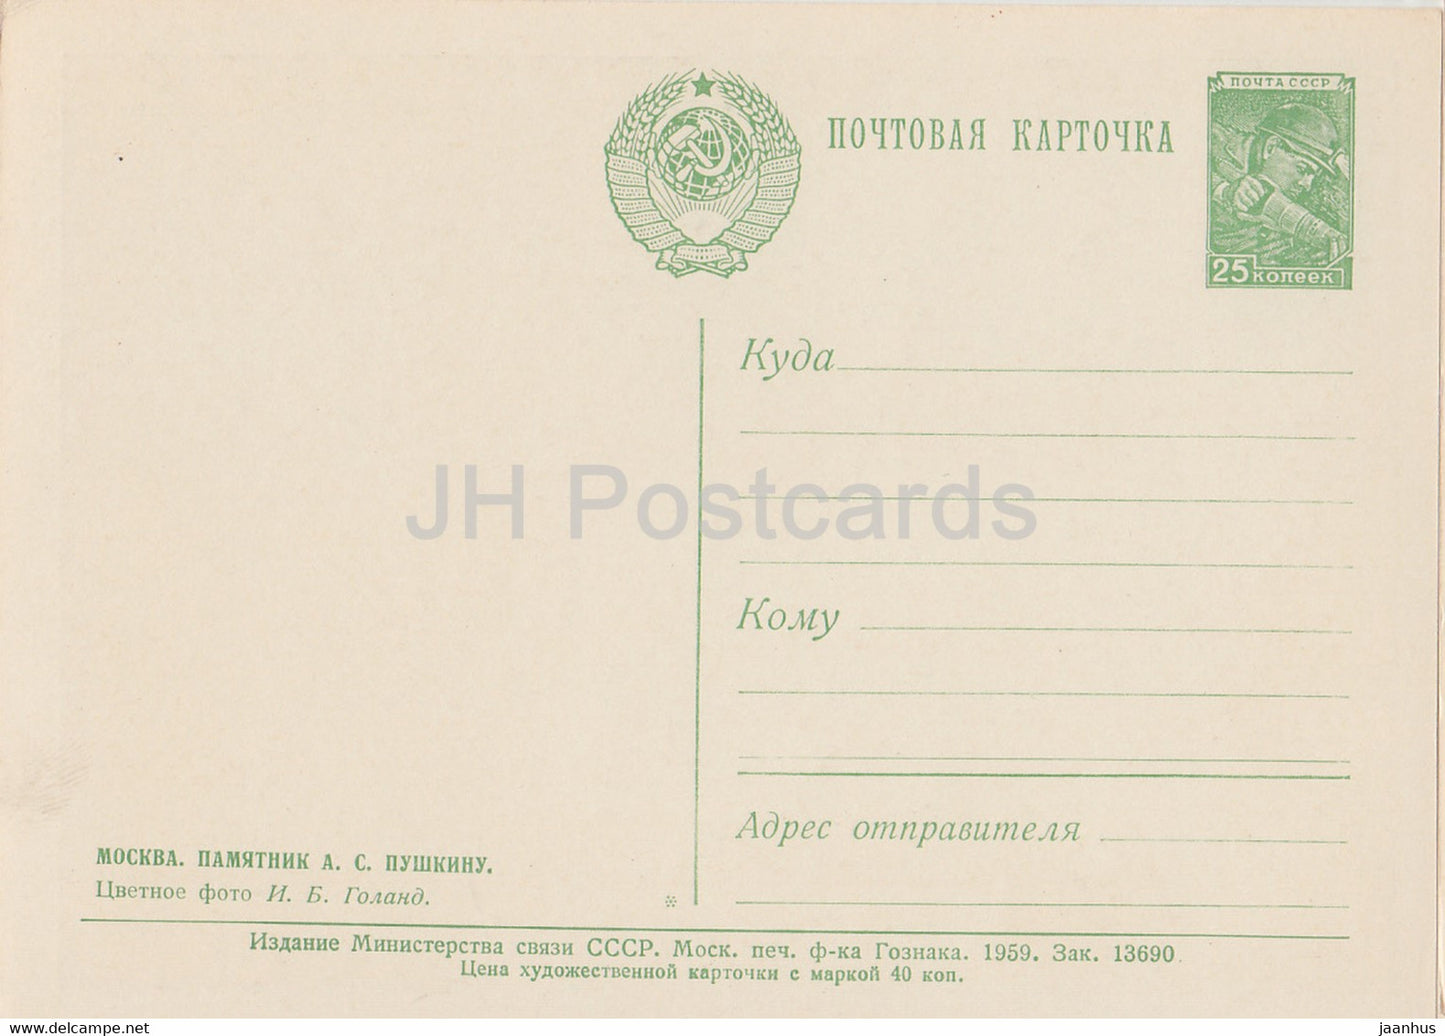 ПОЧТА СССР
ПОЧТОВАЯ КАРТОЧКА
25 копеек
Куда
JH Postcards
Кому
Адрес отправителя
МОСКВА. ПАМЯТНИК А. С. ПУШКИНУ.
Цветное фото И. Б. Голанд.
Издание Министерства связи СССР. Моск. печ. ф-ка Гознака. 1959. Зак. 13690
Цена художественной карточки с маркой 40 коп.
www.delcampe.net
jaanhus